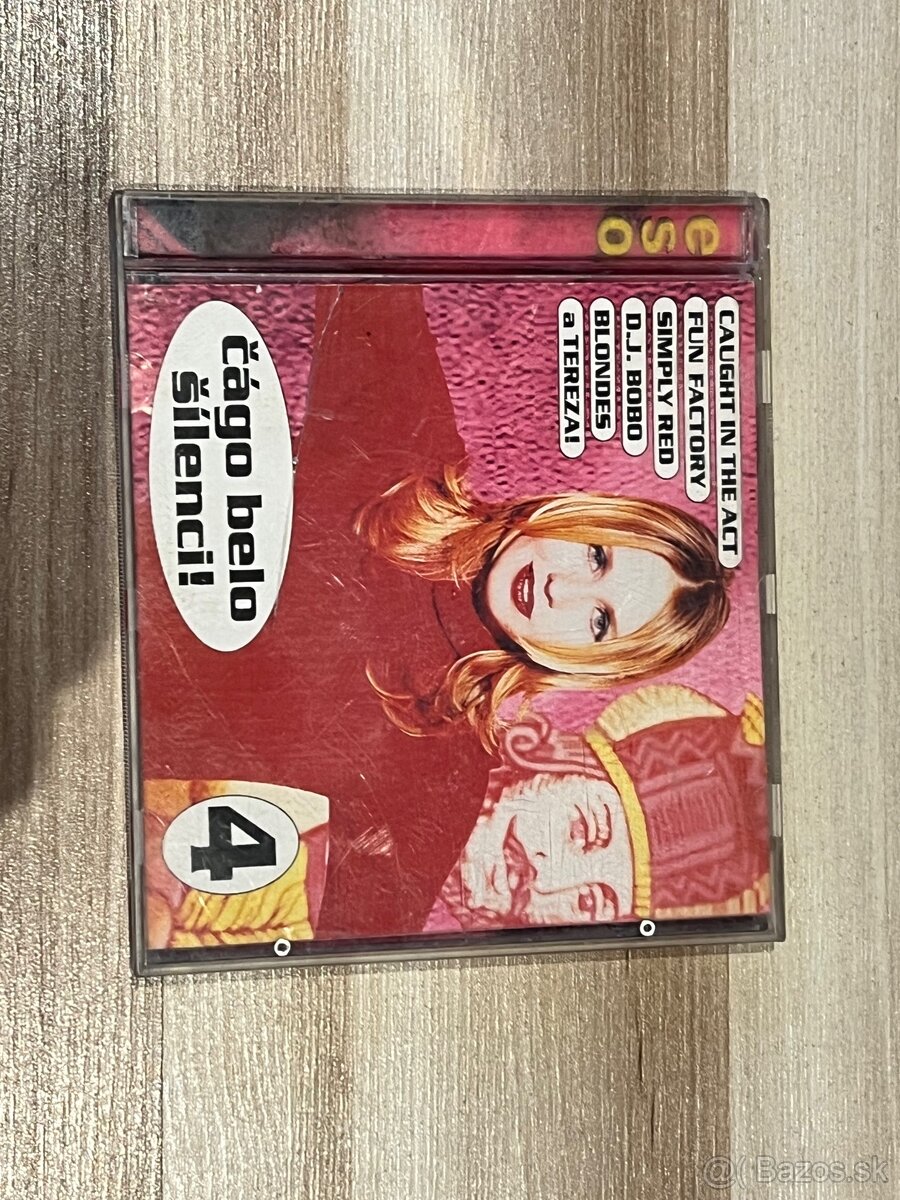 eso
CAUGHT IN THE ACT
FUN FACTORY
SIMPLY RED
D.J. BOBO
BLONDES
a TEREZA!
čágo belo
šílenci!
4
@( Bazos.sk